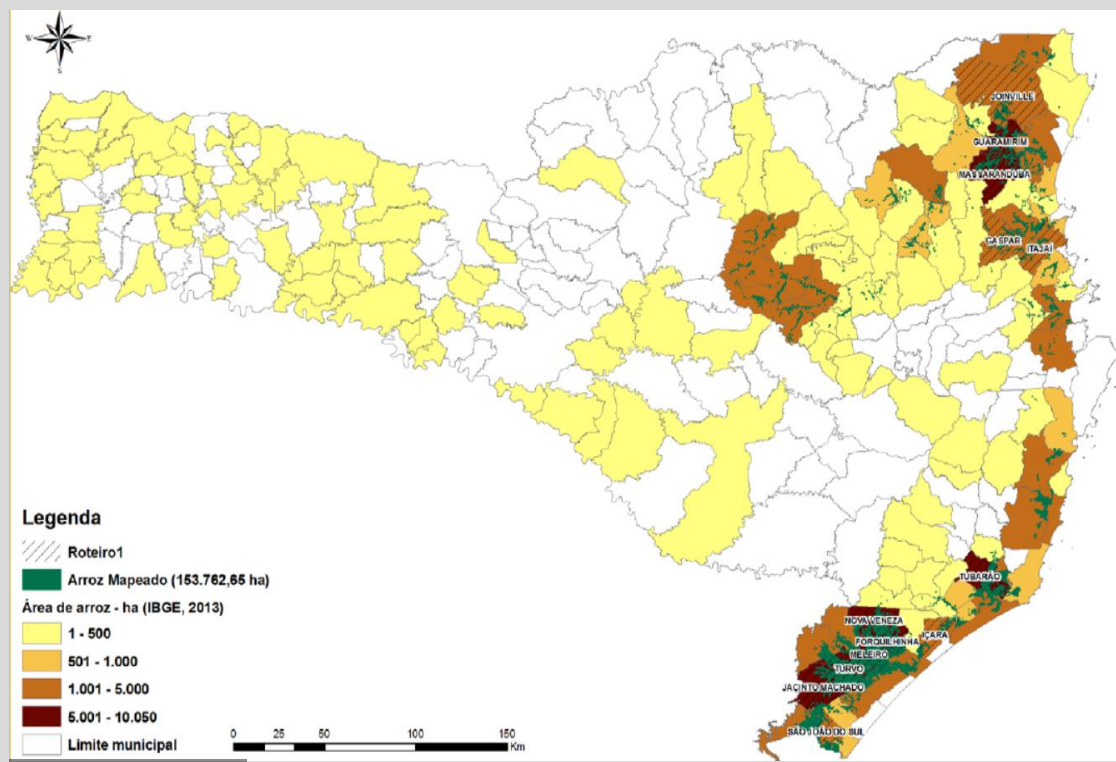 N
W
E
S
JOINVILLE
GUARAMIRIM
MASSARANDUBA
GASPAR
ITAJAÍ
TUBARÃO
NOVA VENEZA
IÇARA
FORQUILHINHA
MELEIRO
TURVO
JACINTO MACHADO
SÃO JOÃO DO SUL
Legenda
Roteiro1
Arroz Mapeado (153.762,65 ha)
Área de arroz - ha (IBGE, 2013)
1 - 500
501 - 1.000
1.001 - 5.000
5.001 - 10.050
Limite municipal
0 25 50 100 150
Km